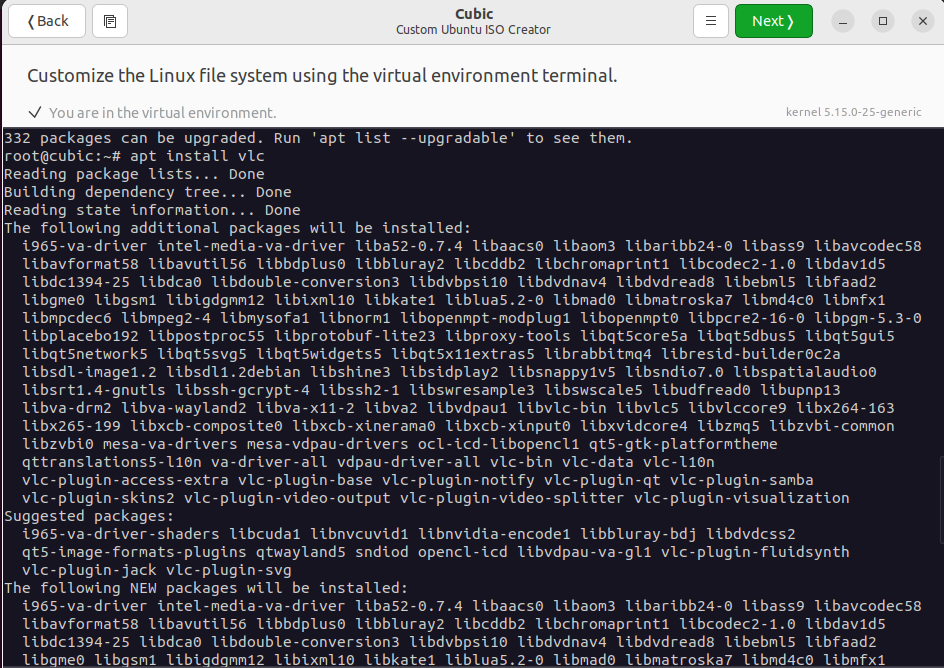 ❬Back
Cubic
Custom Ubuntu ISO Creator
Next❭
Customize the Linux file system using the virtual environment terminal.
You are in the virtual environment.
kernel 5.15.0-25-generic
332 packages can be upgraded. Run 'apt list --upgradable' to see them.
root@cubic:~# apt install vlc
Reading package lists... Done
Building dependency tree... Done
Reading state information... Done
The following additional packages will be installed:
i965-va-driver intel-media-va-driver liba52-0.7.4 libaacs0 libaom3 libaribb24-0 libass9 libavcodec58
libavformat58 libavutil56 libbdplus0 libbluray2 libcddb2 libchromaprint1 libcodec2-1.0 libdav1d5
libdc1394-25 libdca0 libdouble-conversion3 libdvbpsi10 libdvdnav4 libdvdread8 libebml5 libfaad2
libgme0 libgsm1 libigdgmm12 libixml10 libkate1 liblua5.2-0 libmad0 libmatroska7 libmd4c0 libmfx1
libmpcdec6 libmpeg2-4 libmysofa1 libnorm1 libopenmpt-modplug1 libopenmpt0 libpcre2-16-0 libpgm-5.3-0
libplacebo192 libpostproc55 libprotobuf-lite23 libproxy-tools libqt5core5a libqt5dbus5 libqt5gui5
libqt5network5 libqt5svg5 libqt5widgets5 libqt5x11extras5 librabbitmq4 libresid-builder0c2a
libsdl-image1.2 libsdl1.2debian libshine3 libsidplay2 libsnappy1v5 libsndio7.0 libspatialaudio0
libsrt1.4-gnutls libssh-gcrypt-4 libssh2-1 libswresample3 libswscale5 libudfread0 libupnp13
libva-drm2 libva-wayland2 libva-x11-2 libva2 libvdpau1 libvlc-bin libvlc5 libvlccore9 libx264-163
libx265-199 libxcb-composite0 libxcb-xinerama0 libxcb-xinput0 libxvidcore4 libzmq5 libzvbi-common
libzvbi0 mesa-va-drivers mesa-vdpau-drivers ocl-icd-libopencl1 qt5-gtk-platformtheme
qttranslations5-l10n va-driver-all vdpau-driver-all vlc-bin vlc-data vlc-l10n
vlc-plugin-access-extra vlc-plugin-base vlc-plugin-notify vlc-plugin-qt vlc-plugin-samba
vlc-plugin-skins2 vlc-plugin-video-output vlc-plugin-video-splitter vlc-plugin-visualization
Suggested packages:
i965-va-driver-shaders libcuda1 libnvcuvid1 libnvidia-encode1 libbluray-bdj libdvdcss2
qt5-image-formats-plugins qtwayland5 sndiod opencl-icd libvdpau-va-gl1 vlc-plugin-fluidsynth
vlc-plugin-jack vlc-plugin-svg
The following NEW packages will be installed:
i965-va-driver intel-media-va-driver liba52-0.7.4 libaacs0 libaom3 libaribb24-0 libass9 libavcodec58
libavformat58 libavutil56 libbdplus0 libbluray2 libcddb2 libchromaprint1 libcodec2-1.0 libdav1d5
libdc1394-25 libdca0 libdouble-conversion3 libdvbpsi10 libdvdnav4 libdvdread8 libebml5 libfaad2
libgme0 libgsm1 libigdgmm12 libixml10 libkate1 liblua5.2-0 libmad0 libmatroska7 libmd4c0 libmfx1